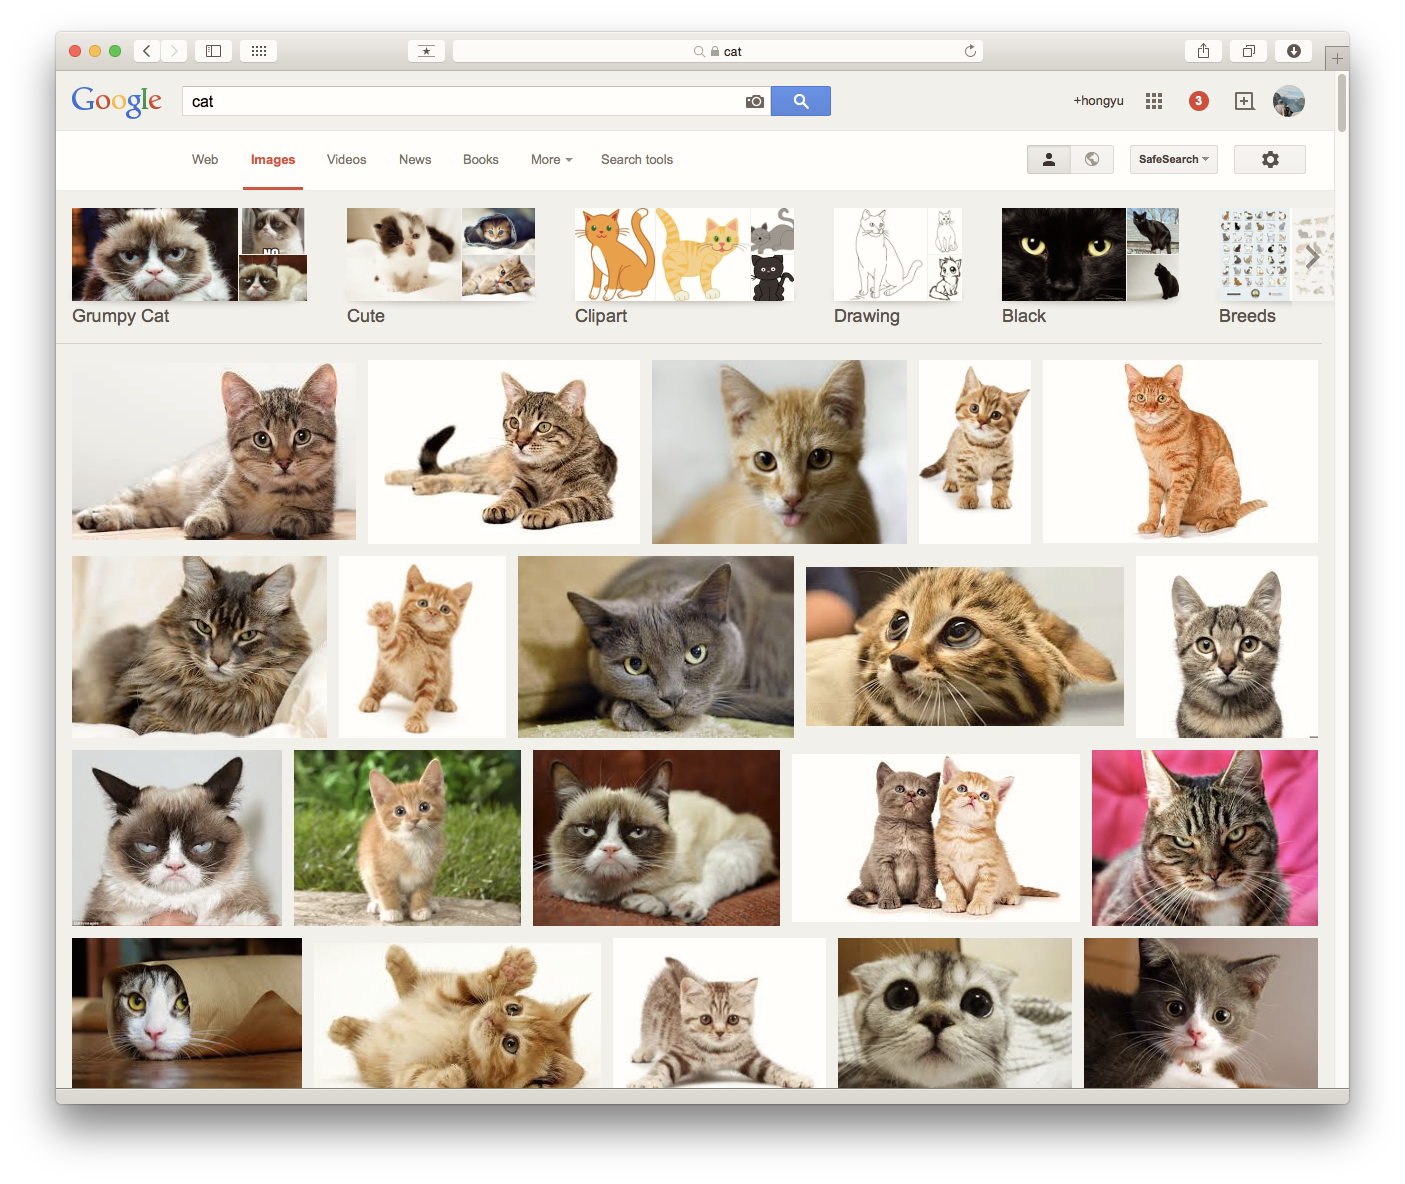 cat
Google
cat
+hongyu
3
Web
Images
Videos
News
Books
More
Search tools
SafeSearch
NO
Grumpy Cat
Cute
Clipart
Drawing
Black
Breeds